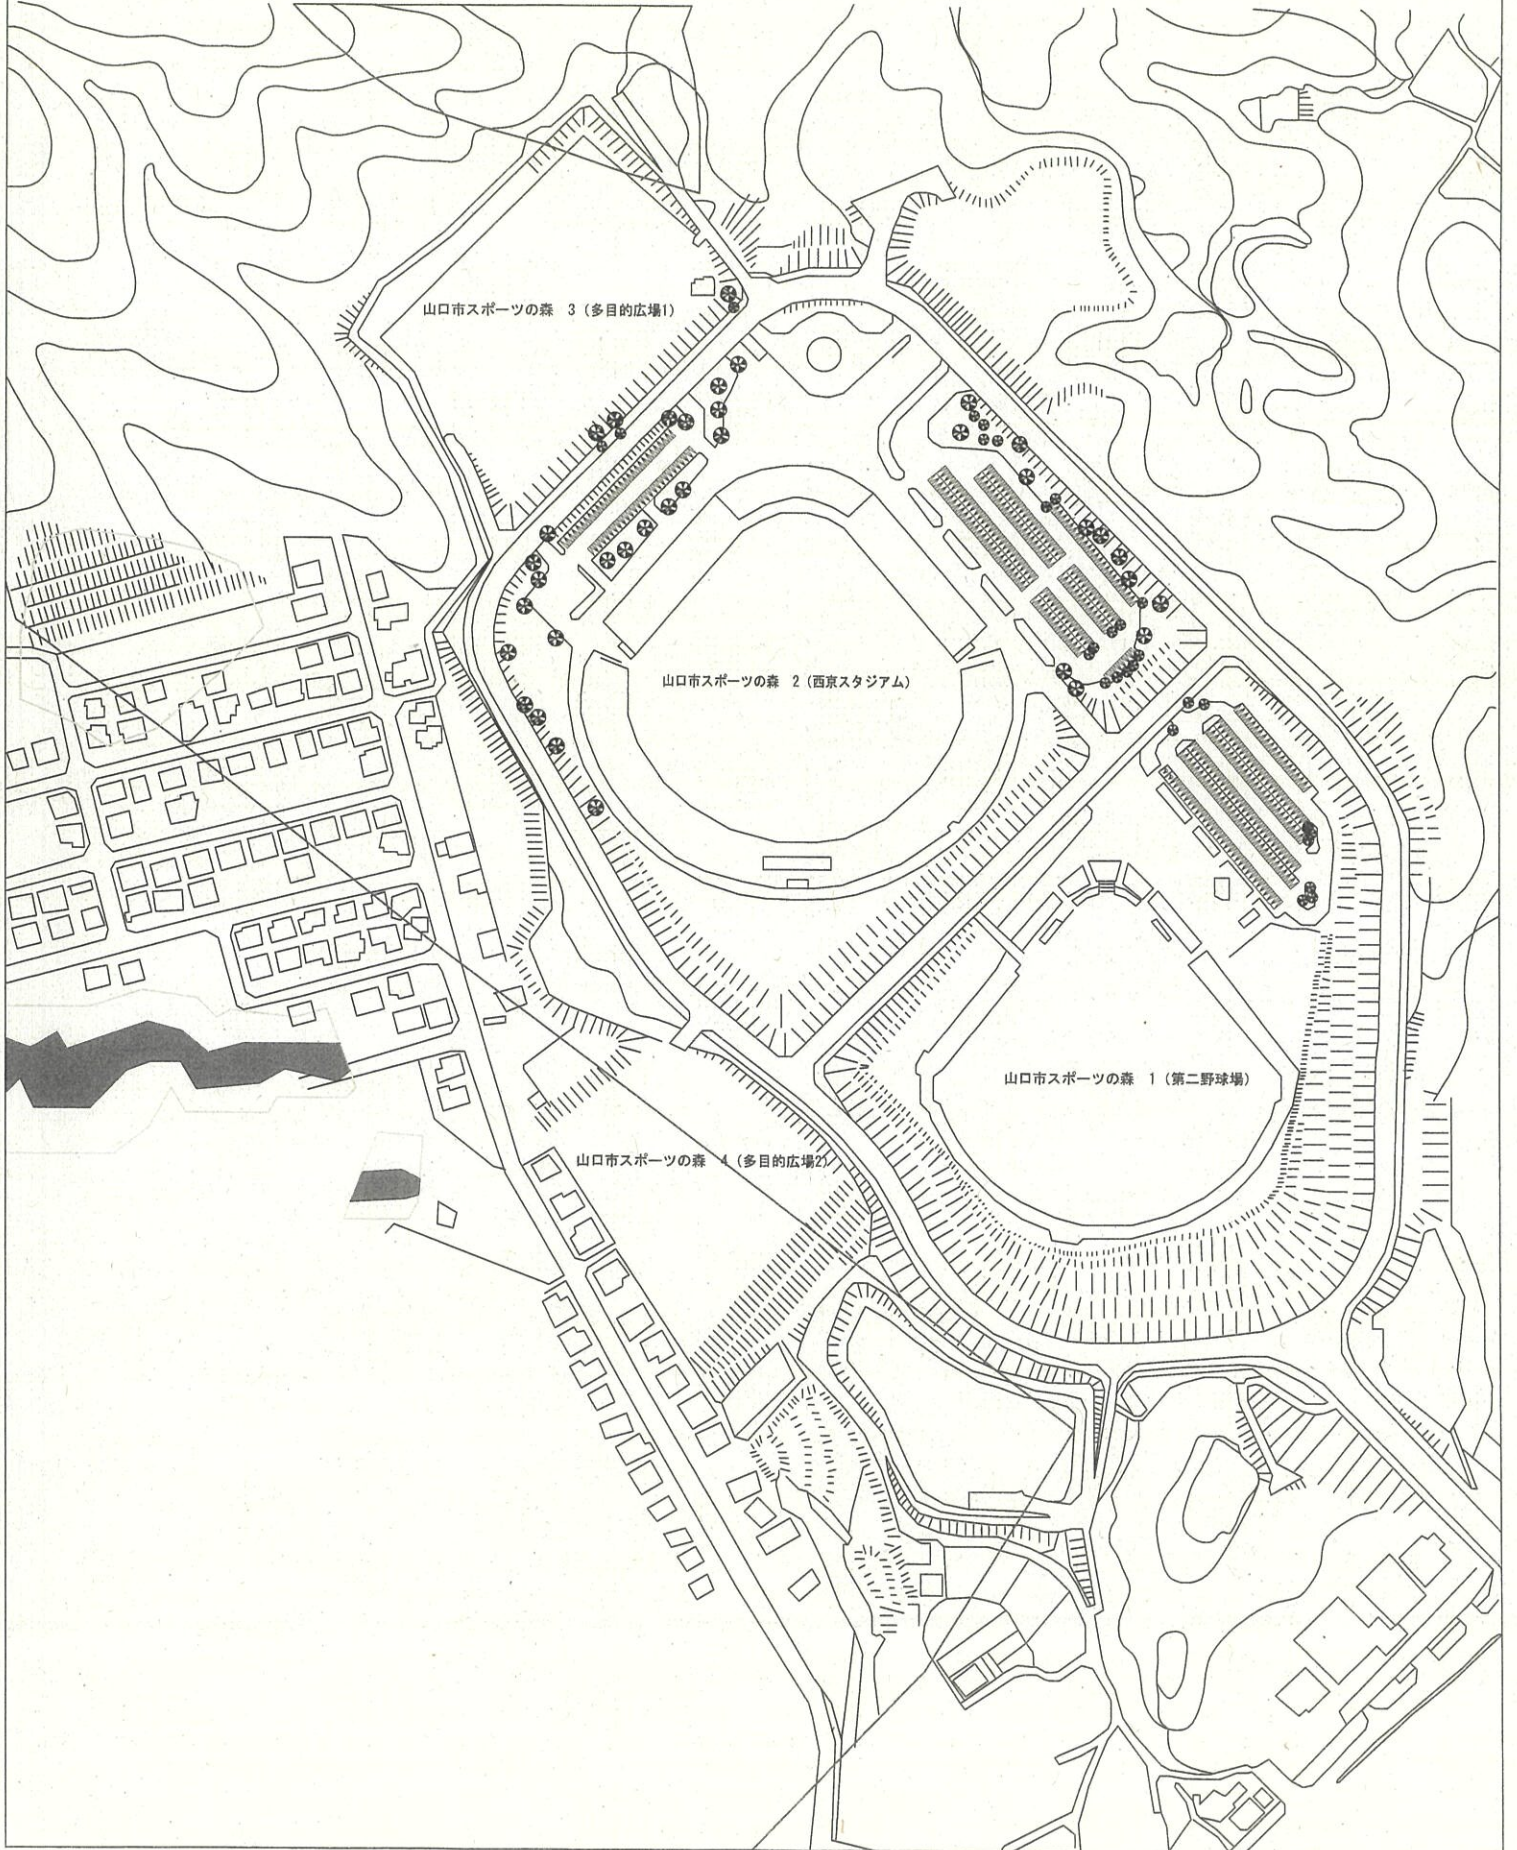 山口市スポーツの森　3（多目的広場1）
山口市スポーツの森　2（西京スタジアム）
山口市スポーツの森　1（第二野球場）
山口市スポーツの森　4（多目的広場2）